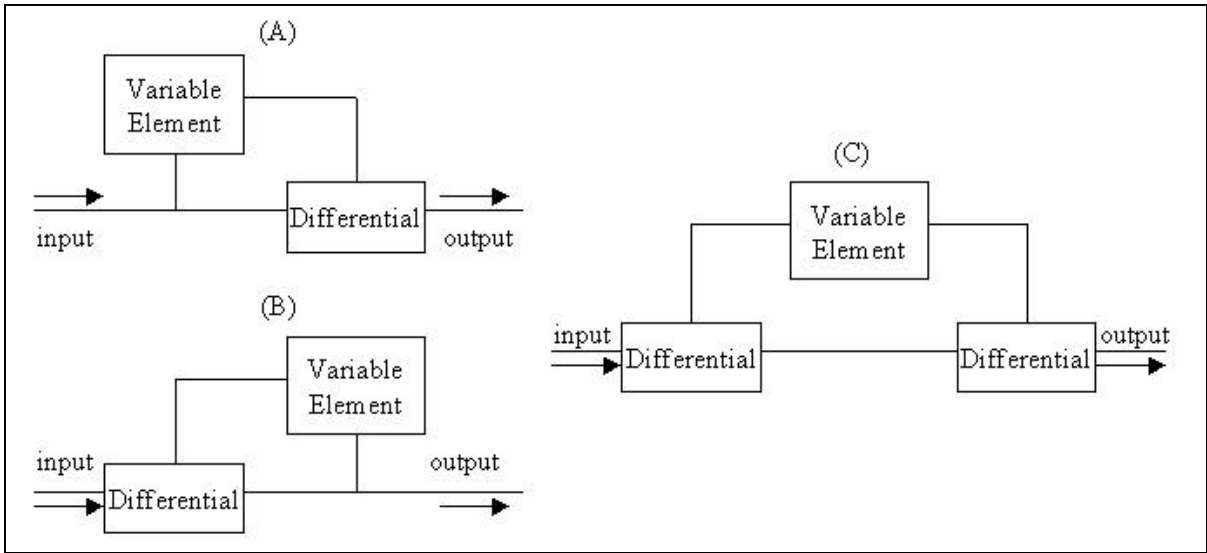 (A)
Variable
Element
Differential
input
output
(B)
Variable
Element
input
output
Differential
(C)
Variable
Element
input
output
Differential
Differential